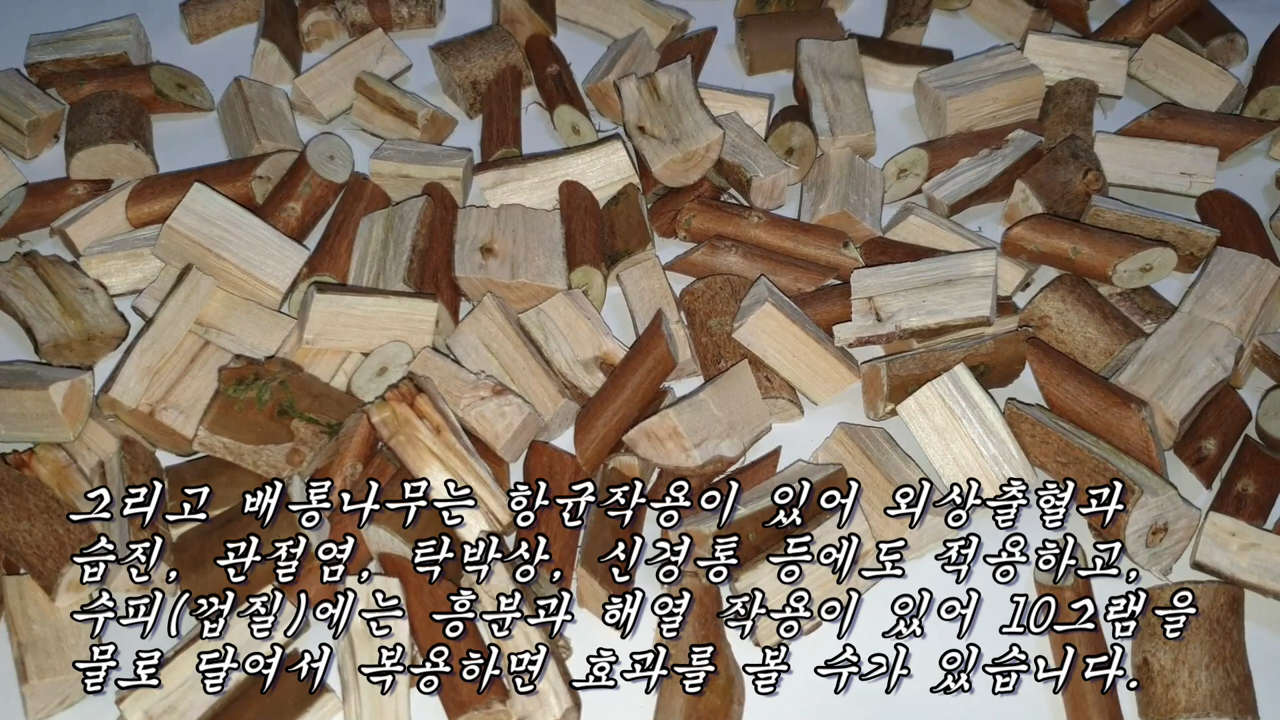 그리고 배롱나무는 항균작용이 있어 외상출혈과
습진, 관절염, 탁박상, 신경통 등에도 적용하고,
수피(껍질)에는 흥분과 해열 작용이 있어 10그램을
물로 달여서 복용하면 효과를 볼 수가 있습니다.